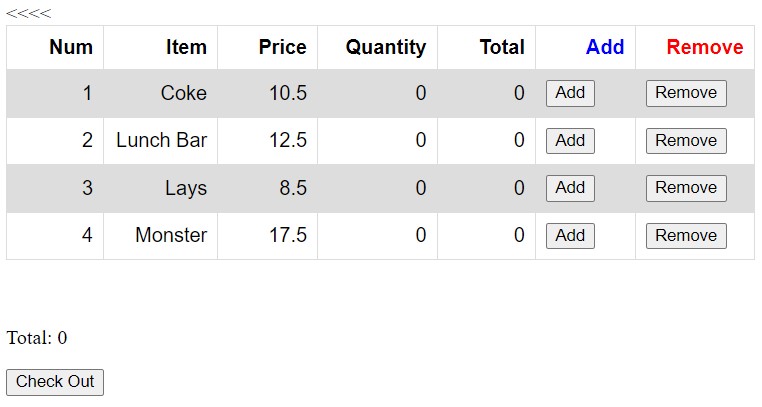 <<<<
Num Item Price Quantity Total Add Remove
1 Coke 10.5 0 0 Add Remove
2 Lunch Bar 12.5 0 0 Add Remove
3 Lays 8.5 0 0 Add Remove
4 Monster 17.5 0 0 Add Remove
Total: 0
Check Out